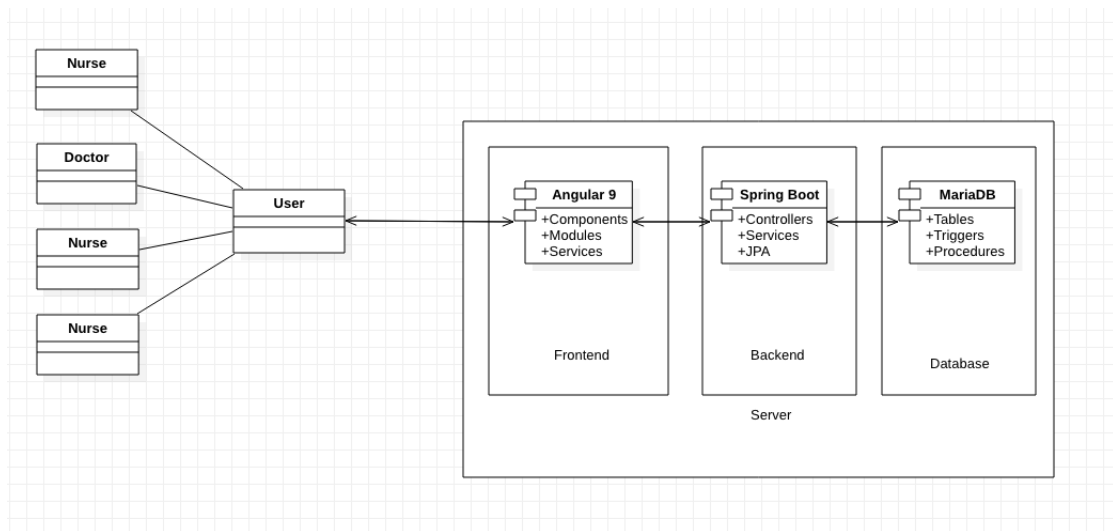 Nurse
Doctor
Nurse
Nurse
User
Angular 9
+Components
+Modules
+Services
Frontend
Spring Boot
+Controllers
+Services
+JPA
Backend
MariaDB
+Tables
+Triggers
+Procedures
Database
Server